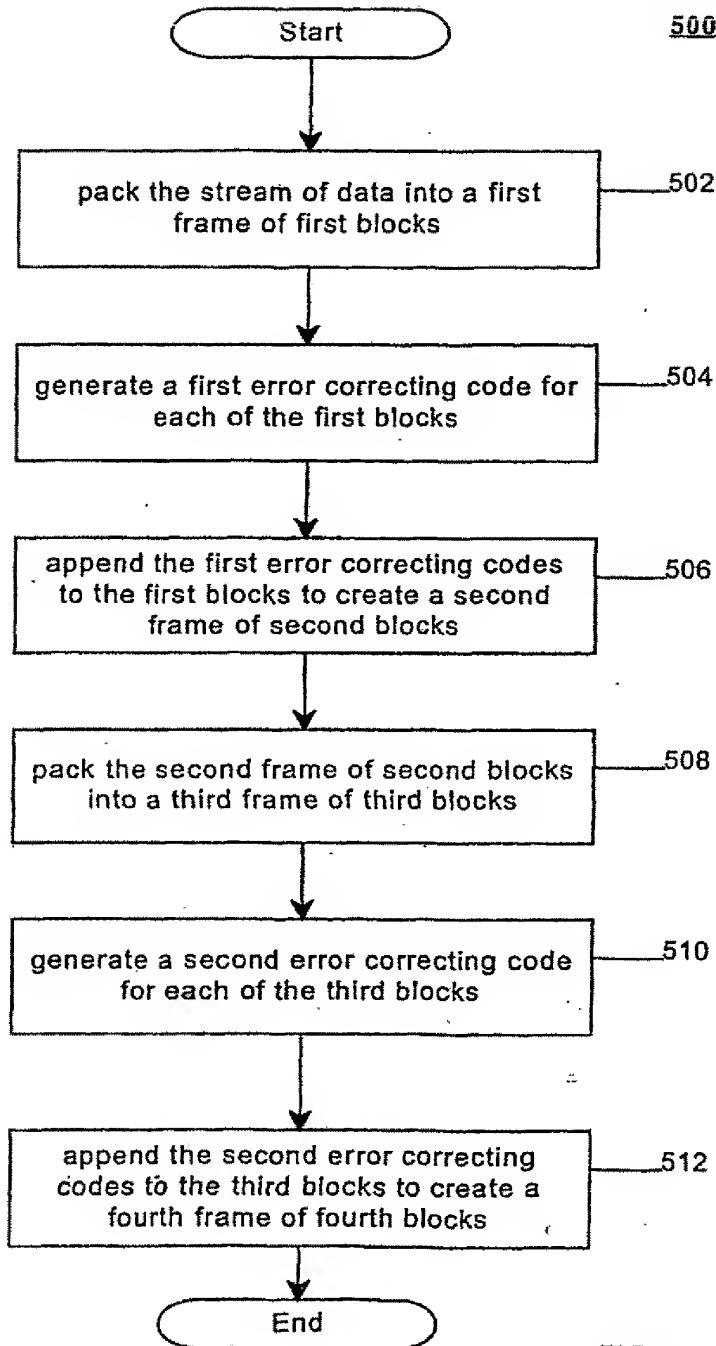 Start
500
pack the stream of data into a first
frame of first blocks
502
generate a first error correcting code for
each of the first blocks
504
append the first error correcting codes
to the first blocks to create a second
frame of second blocks
506
pack the second frame of second blocks
into a third frame of third blocks
508
generate a second error correcting code
for each of the third blocks
510
append the second error correcting
codes to the third blocks to create a
fourth frame of fourth blocks
512
End